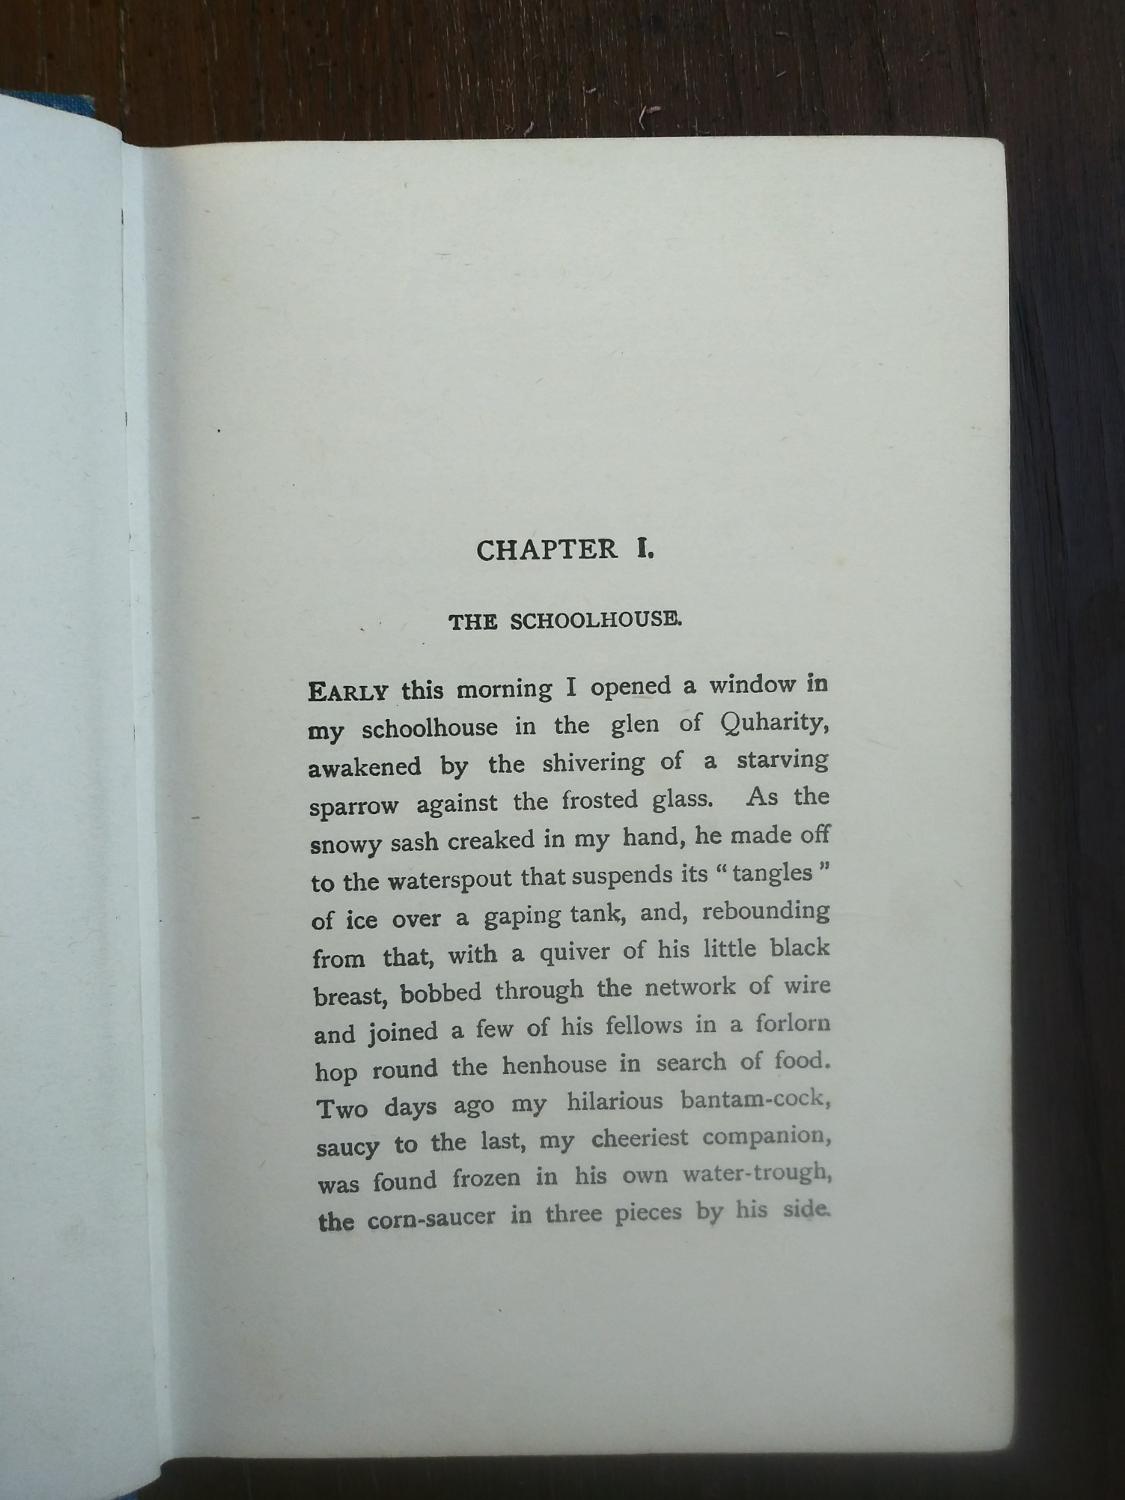 CHAPTER I.
THE SCHOOLHOUSE.
EARLY this morning I opened a window in
my schoolhouse in the glen of Quharity,
awakened by the shivering of a starving
sparrow against the frosted glass. As the
snowy sash creaked in my hand, he made off
to the waterspout that suspends its “tangles”
of ice over a gaping tank, and, rebounding
from that, with a quiver of his little black
breast, bobbed through the network of wire
and joined a few of his fellows in a forlorn
hop round the henhouse in search of food.
Two days ago my hilarious bantam-cock,
saucy to the last, my cheeriest companion,
was found frozen in his own water-trough,
the corn-saucer in three pieces by his side.